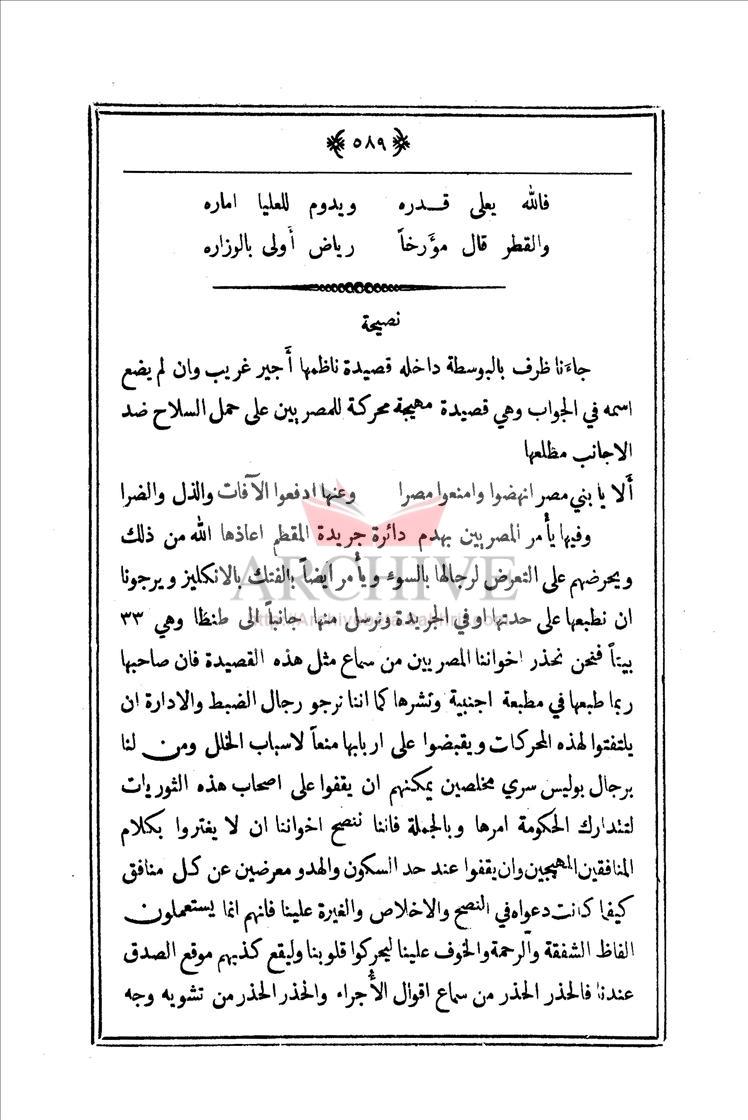 ﴿ ٥٨٩ ﴾
فالله يعلى قـدره ويدوم للعليا اماره
والقطر قال مؤرخاً رياض أولى بالوزاره
نصيحة
جاءنا ظرف بالبوسطة داخله قصيدة ناظمها أجير غريب وان لم يضع
اسمه في الجواب وهي قصيدة مهيجة محركة للمصريين على حمل السلاح ضد
الاجانب مطلعها
ألا يا بني مصر انهضوا وامنعوا مصرا وعنها ادفعوا الآفات والذل والضرا
وفيها يأمر المصريين بهدم دائرة جريدة المقطم اعاذها الله من ذلك
ويحرضهم على التعرض لرجالها بالسوء ويأمر ايضاً بالفتك بالانكليز ويرجونا
ان نطبعها على حدتها او في الجريدة ونرسل منها جانباً الى طنطا وهي ٣٣
بيتاً فنحن نحذر اخواننا المصريين من سماع مثل هذه القصيدة فان صاحبها
ربما طبعها في مطبعة اجنبية ونشرها كما اننا نرجو رجال الضبط والادارة ان
يلتفتوا لهذه المحركات ويقبضوا على اربابها منعاً لاسباب الخلل ومن لنا
برجال بوليس سري مخلصين يمكنهم ان يقفوا على اصحاب هذه الثوريات
لتتدارك الحكومة امرها وبالجملة فاننا ننصح اخواننا ان لا يغتروا بكلام
المنافقين المهيجين وان يقفوا عند حد السكون والهدو معرضين عن كل منافق
كيفما كانت دعواه في النصح والاخلاص والغيرة علينا فانهم انما يستعملون
الفاظ الشفقة والرحمة والخوف علينا ليحركوا قلوبنا وليقع كذبهم موقع الصدق
عندنا فالحذر الحذر من سماع اقوال الأجراء والحذر الحذر من تشويه وجه
ARCHIVE